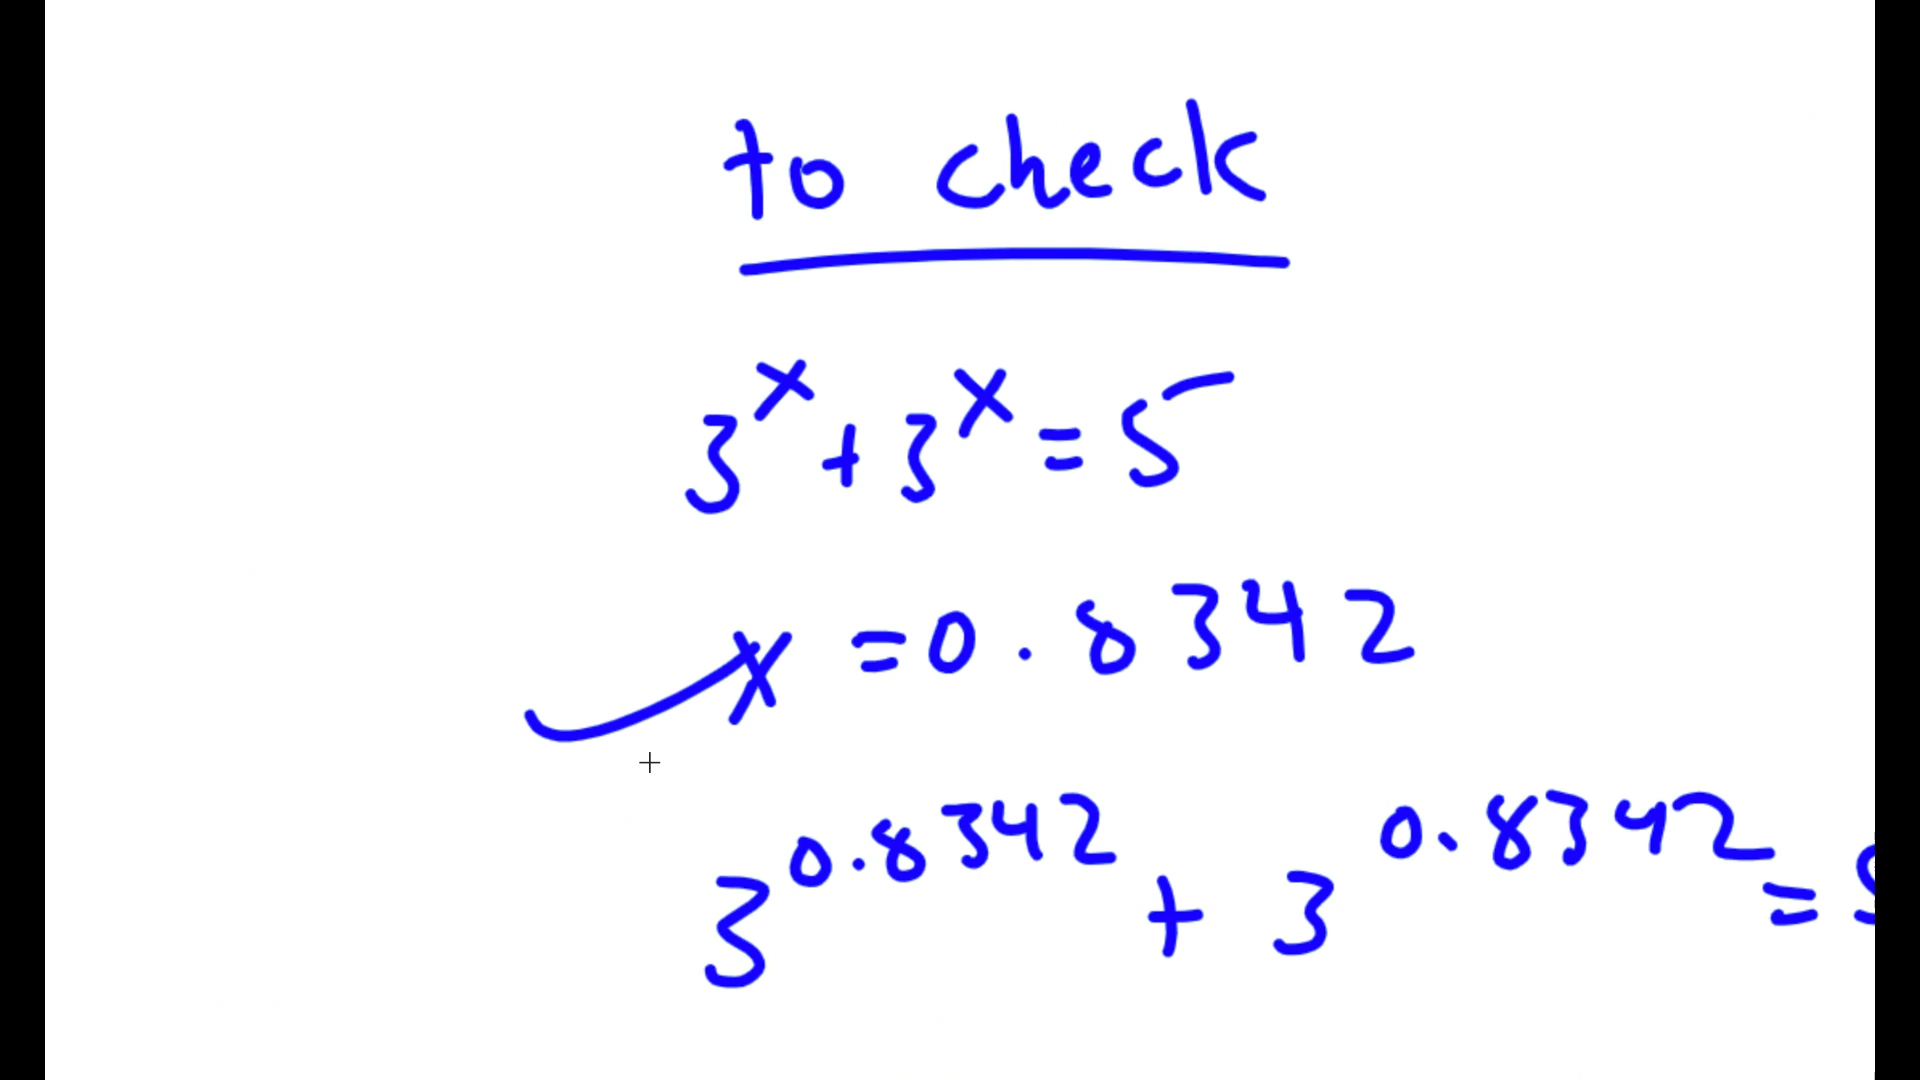 to check
3^x + 3^x = 5
x = 0.8342
3^0.8342 + 3^0.8342 =